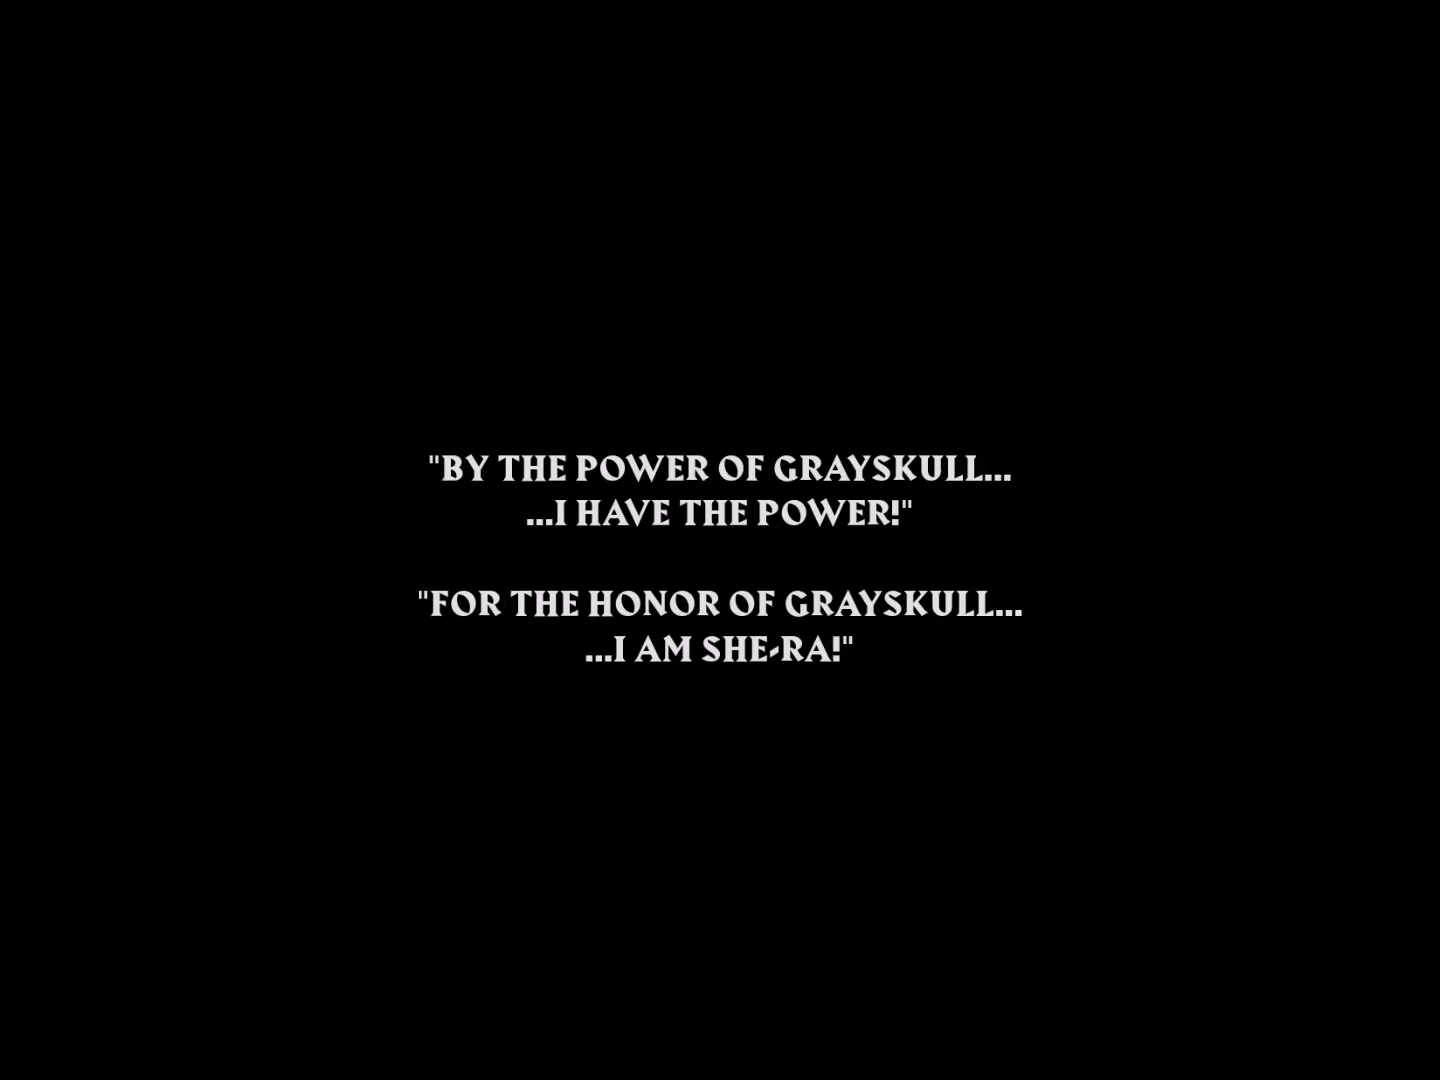 "BY THE POWER OF GRAYSKULL...
...I HAVE THE POWER!"
"FOR THE HONOR OF GRAYSKULL...
...I AM SHE-RA!"